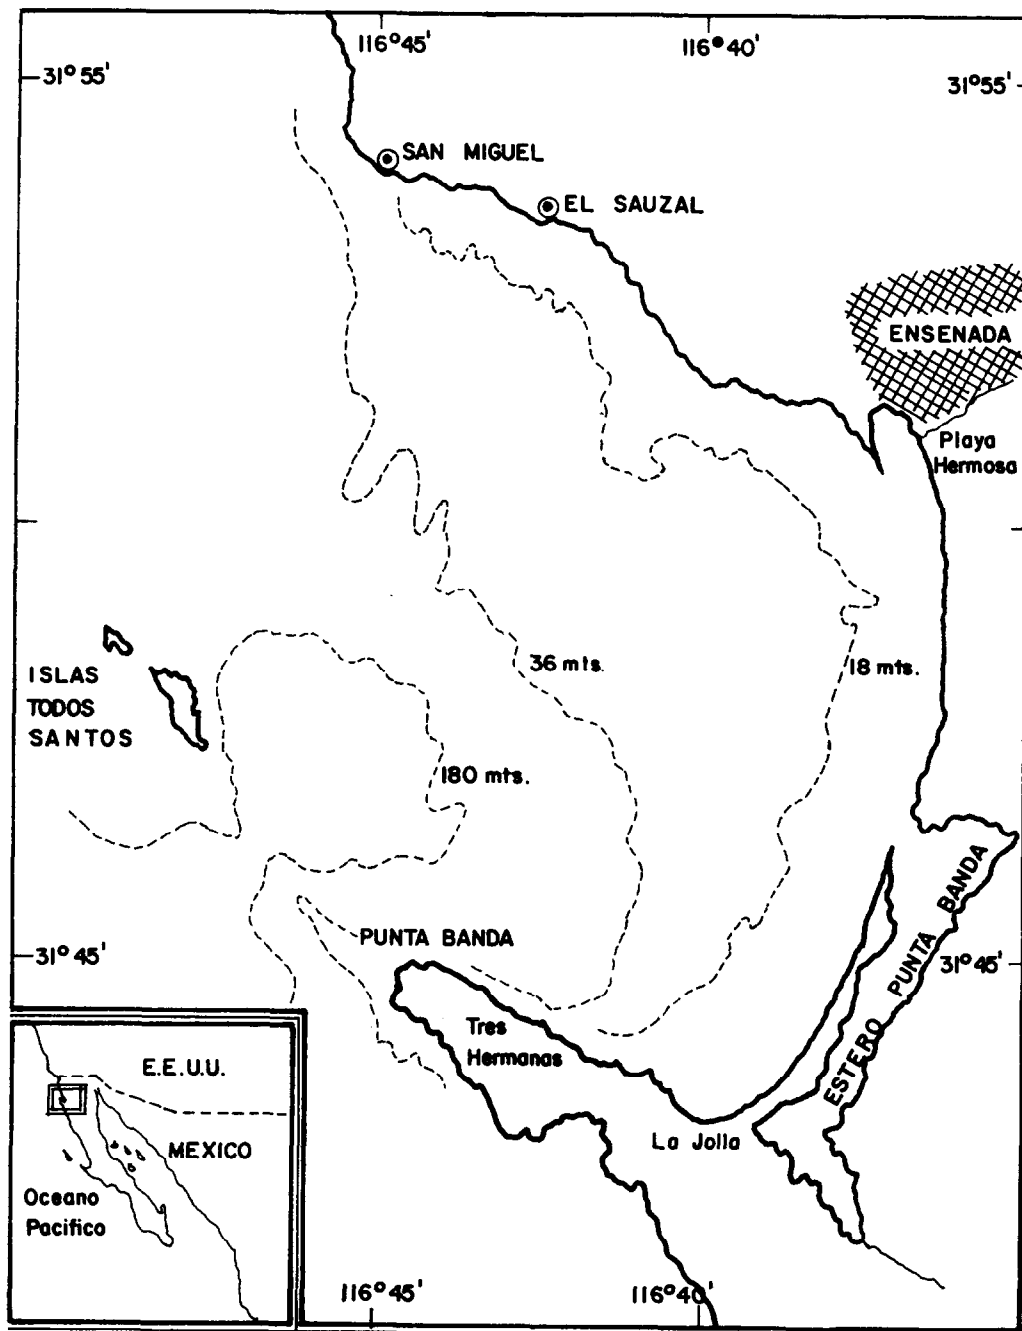 116°45'
116°40'
31°55'
31°55'
SAN MIGUEL
EL SAUZAL
ENSENADA
Playa
Hermosa
ISLAS
TODOS
SANTOS
36 mts.
18 mts.
180 mts.
PUNTA BANDA
31°45'
31°45'
ESTERO PUNTA BANDA
Tres
Hermanas
La Jolla
E.E.U.U.
MEXICO
Oceano
Pacifico
116°45'
116°40'